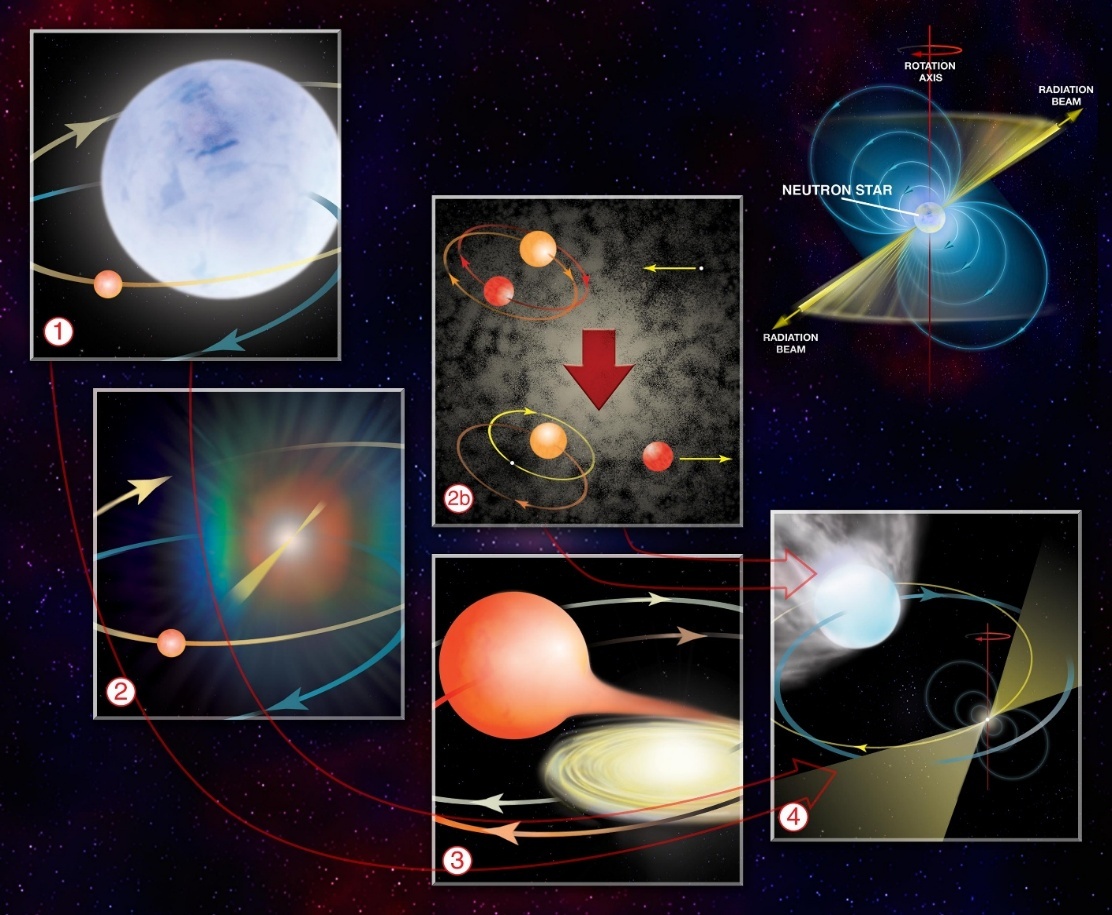 1
2
2b
3
4
ROTATION
AXIS
RADIATION
BEAM
NEUTRON STAR
RADIATION
BEAM